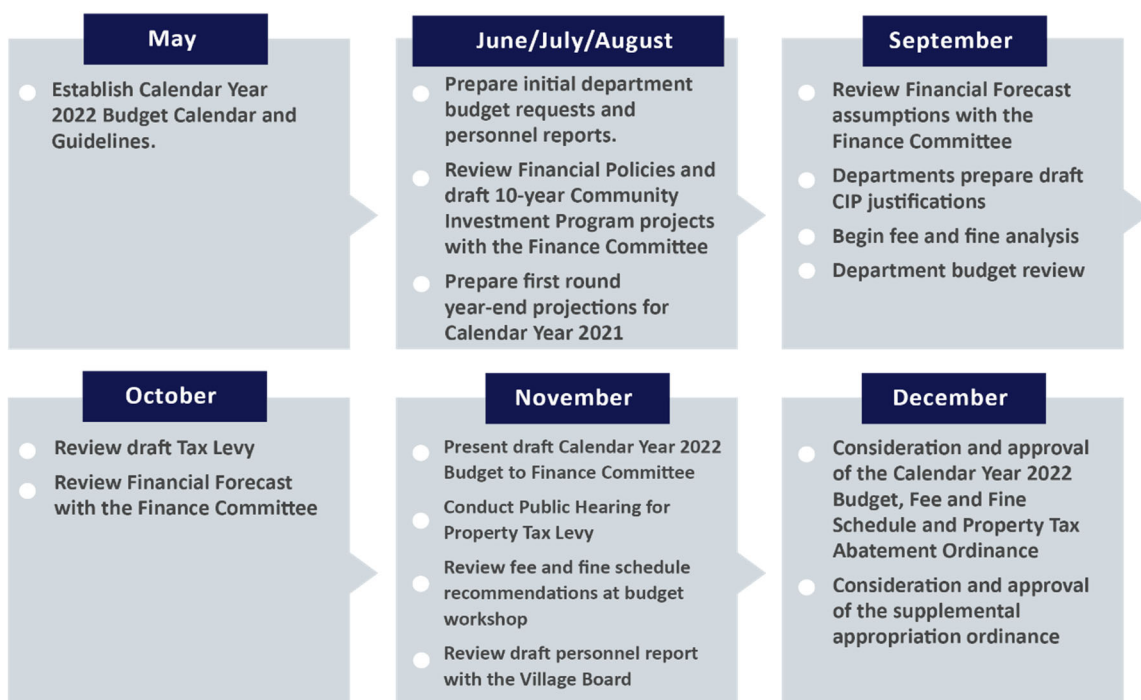 May
Establish Calendar Year
2022 Budget Calendar and
Guidelines.
June/July/August
Prepare initial department
budget requests and
personnel reports.
Review Financial Policies and
draft 10-year Community
Investment Program projects
with the Finance Committee
Prepare first round
year-end projections for
Calendar Year 2021
September
Review Financial Forecast
assumptions with the
Finance Committee
Departments prepare draft
CIP justifications
Begin fee and fine analysis
Department budget review
October
Review draft Tax Levy
Review Financial Forecast
with the Finance Committee
November
Present draft Calendar Year 2022
Budget to Finance Committee
Conduct Public Hearing for
Property Tax Levy
Review fee and fine schedule
recommendations at budget
workshop
Review draft personnel report
with the Village Board
December
Consideration and approval
of the Calendar Year 2022
Budget, Fee and Fine
Schedule and Property Tax
Abatement Ordinance
Consideration and approval
of the supplemental
appropriation ordinance